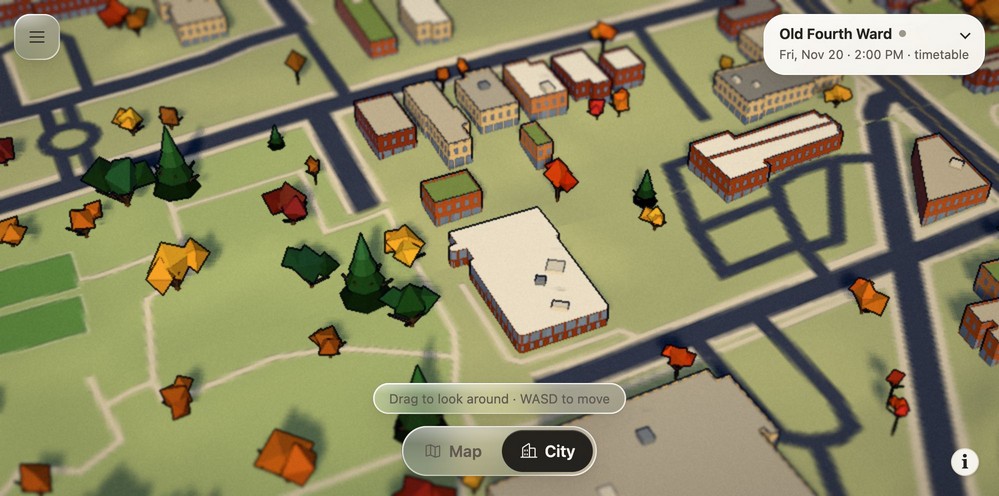 Old Fourth Ward
Fri, Nov 20 · 2:00 PM · timetable
Drag to look around · WASD to move
Map
City
i